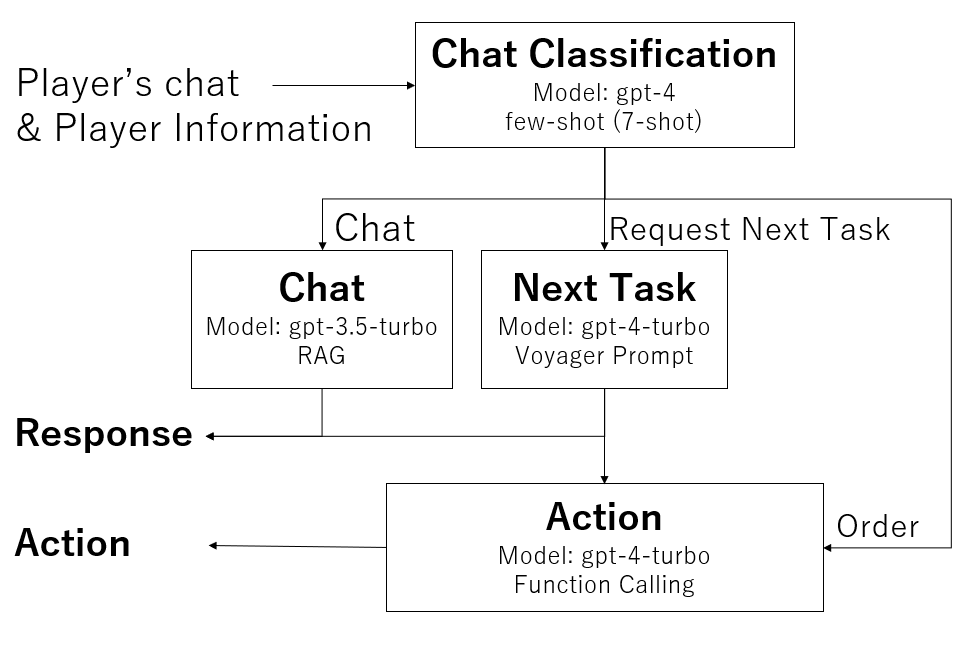 Chat Classification
Model: gpt-4
few-shot (7-shot)
Player’s chat
& Player Information
Chat
Request Next Task
Chat
Model: gpt-3.5-turbo
RAG
Next Task
Model: gpt-4-turbo
Voyager Prompt
Response
Action
Model: gpt-4-turbo
Function Calling
Order
Action